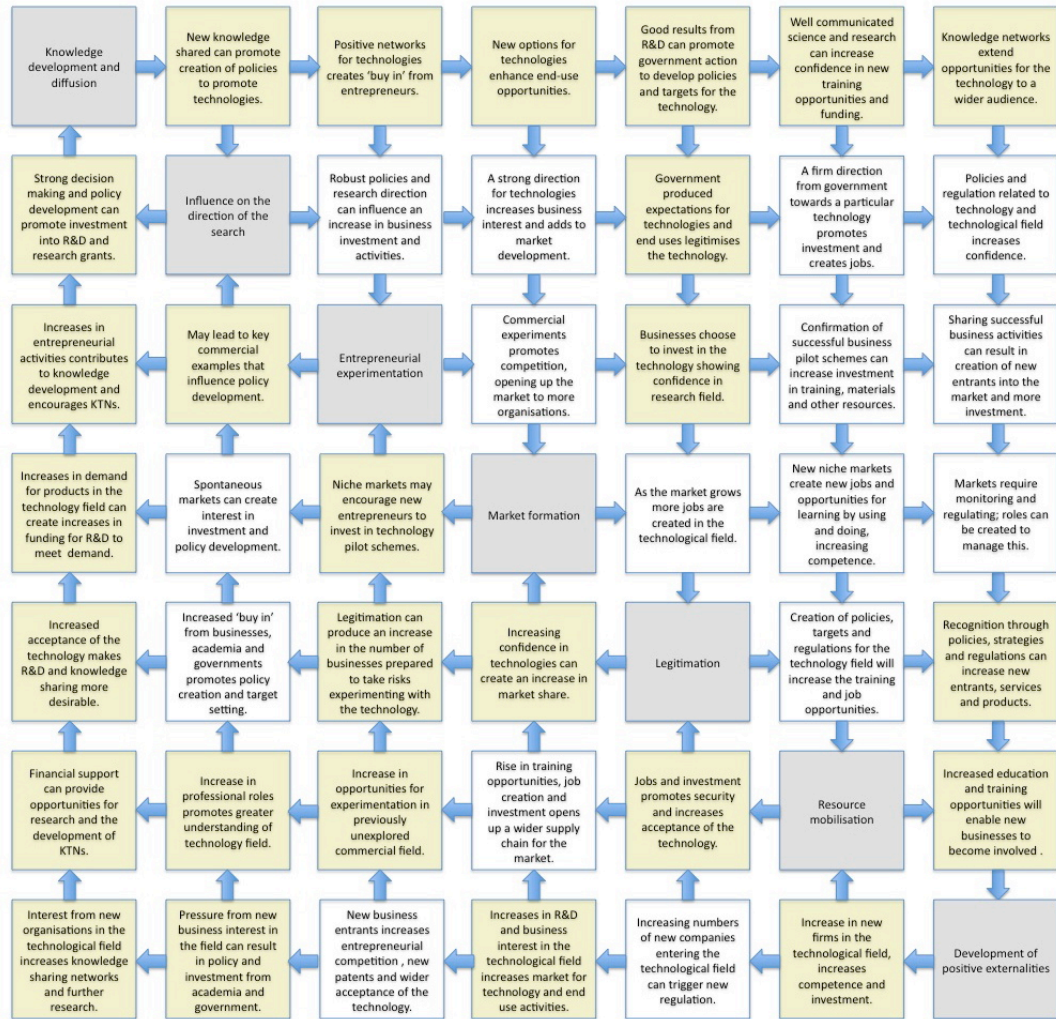 Knowledge
development and
diffusion
New knowledge
shared can promote
creation of policies
to promote
technologies.
Positive networks
for technologies
creates ‘buy in’ from
entrepreneurs.
New options for
technologies
enhance end-use
opportunities.
Good results from
R&D can promote
government action
to develop policies
and targets for the
technology.
Well communicated
science and research
can increase
confidence in new
training
opportunities and
funding.
Knowledge networks
extend
opportunities for the
technology to a
wider audience.
Strong decision
making and policy
development can
promote investment
into R&D and
research grants.
Influence on the
direction of the
search
Robust policies and
research direction
can influence an
increase in business
investment and
activities.
A strong direction
for technologies
increases business
interest and adds to
market
development.
Government
produced
expectations for
technologies and
end uses legitimises
the technology.
A firm direction
from government
towards a particular
technology
promotes
investment and
creates jobs.
Policies and
regulation related to
technology and
technological field
increases
confidence.
Increases in
entrepreneurial
activities contributes
to knowledge
development and
encourages KTNs.
May lead to key
commercial
examples that
influence policy
development.
Entrepreneurial
experimentation
Commercial
experiments
promotes
competition,
opening up the
market to more
organisations.
Businesses choose
to invest in the
technology showing
confidence in
research field.
Confirmation of
successful business
pilot schemes can
increase investment
in training, materials
and other resources.
Sharing successful
business activities
can result in
creation of new
entrants into the
market and more
investment.
Increases in demand
for products in the
technology field can
create increases in
funding for R&D to
meet demand.
Spontaneous
markets can create
interest in
investment and
policy development.
Niche markets may
encourage new
entrepreneurs to
invest in technology
pilot schemes.
Market formation
As the market grows
more jobs are
created in the
technological field.
New niche markets
create new jobs and
opportunities for
learning by using
and doing,
increasing
competence.
Markets require
monitoring and
regulating; roles can
be created to
manage this.
Increased
acceptance of the
technology makes
R&D and knowledge
sharing more
desirable.
Increased ‘buy in’
from businesses,
academia and
governments
promotes policy
creation and target
setting.
Legitimation can
produce an increase
in the number of
businesses prepared
to take risks
experimenting with
the technology.
Increasing
confidence in
technologies can
create an increase in
market share.
Legitimation
Creation of policies,
targets and
regulations for the
technology field will
increase the training
and job
opportunities.
Recognition through
policies, strategies
and regulations can
increase new
entrants, services
and products.
Financial support
can provide
opportunities for
research and the
development of
KTNs.
Increase in
professional roles
promotes greater
understanding of
technology field.
Increase in
opportunities for
experimentation in
previously
unexplored
commercial field.
Rise in training
opportunities, job
creation and
investment opens
up a wider supply
chain for the
market.
Jobs and investment
promotes security
and increases
acceptance of the
technology.
Resource
mobilisation
Increased education
and training
opportunities will
enable new
businesses to
become involved .
Interest from new
organisations in the
technological field
increases knowledge
sharing networks
and further
research.
Pressure from new
business interest in
the field can result
in policy and
investment from
academia and
government.
New business
entrants increases
entrepreneurial
competition , new
patents and wider
acceptance of the
technology.
Increases in R&D
and business
interest in the
technological field
increases market for
technology and end
use activities.
Increasing numbers
of new companies
entering the
technological field
can trigger new
regulation.
Increase in new
firms in the
technological field,
increases
competence and
investment.
Development of
positive externalities